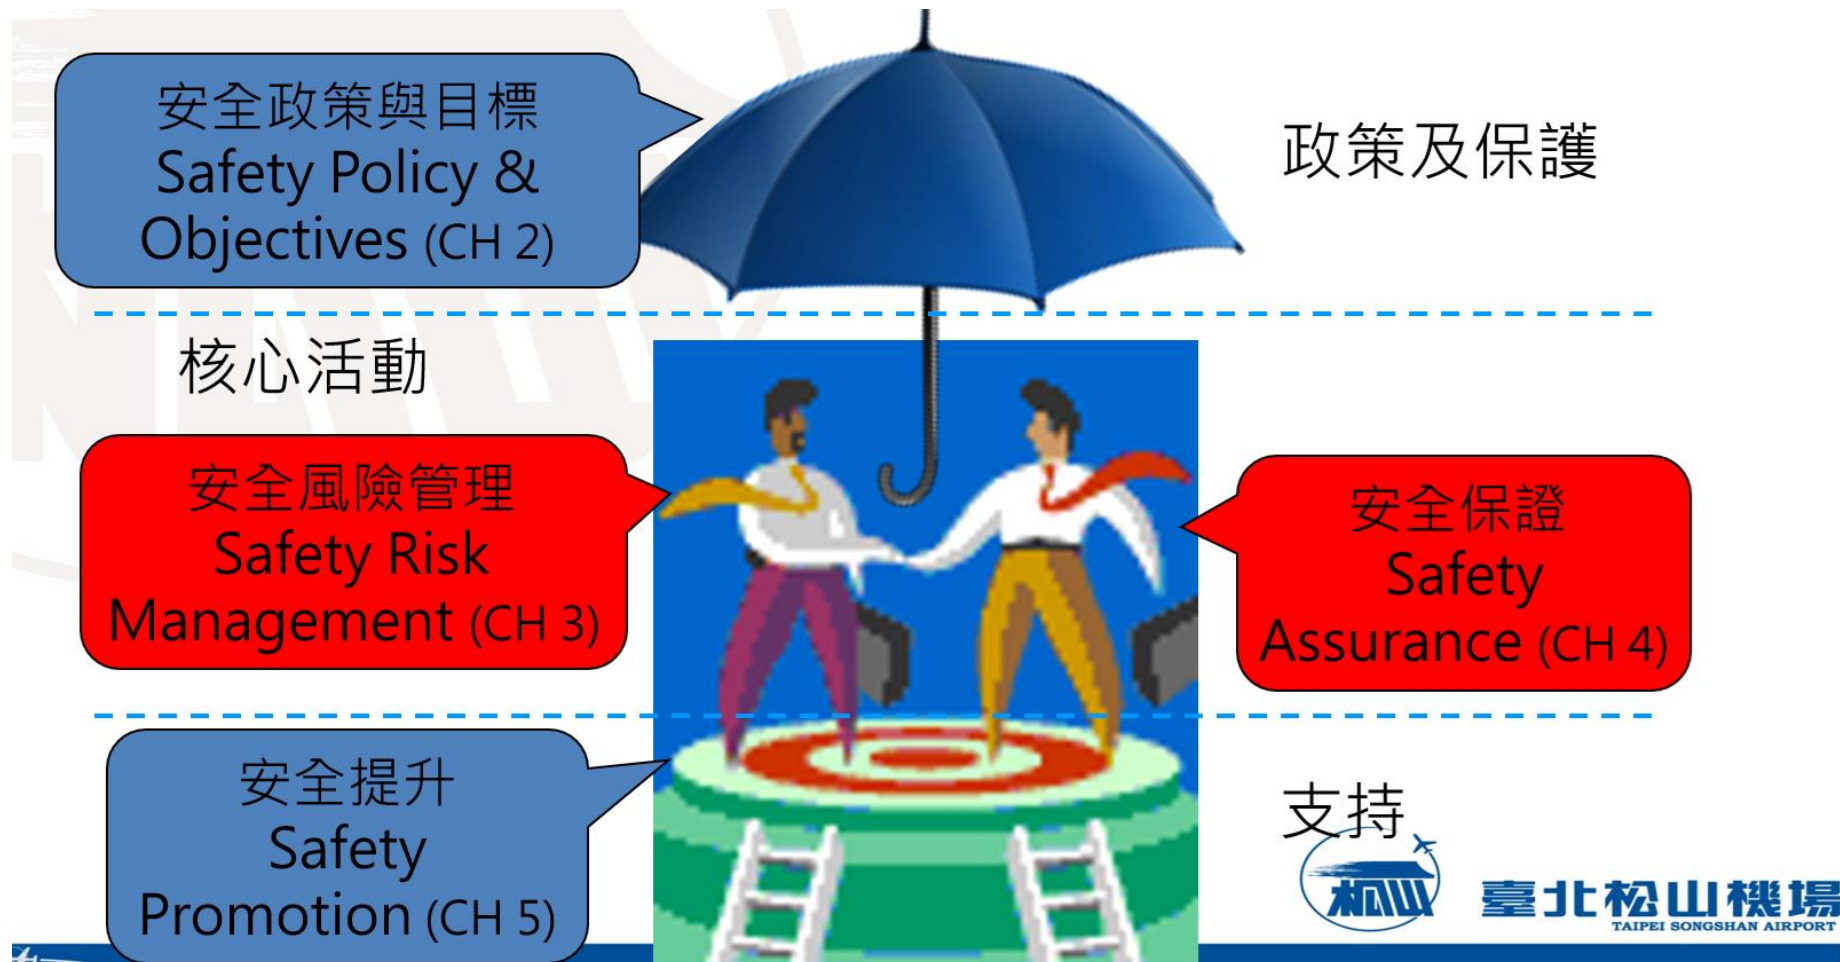 安全政策與目標
Safety Policy &
Objectives (CH 2)
政策及保護
核心活動
安全風險管理
Safety Risk
Management (CH 3)
安全保證
Safety
Assurance (CH 4)
安全提升
Safety
Promotion (CH 5)
支持
松山
臺北松山機場
TAIPEI SONGSHAN AIRPORT